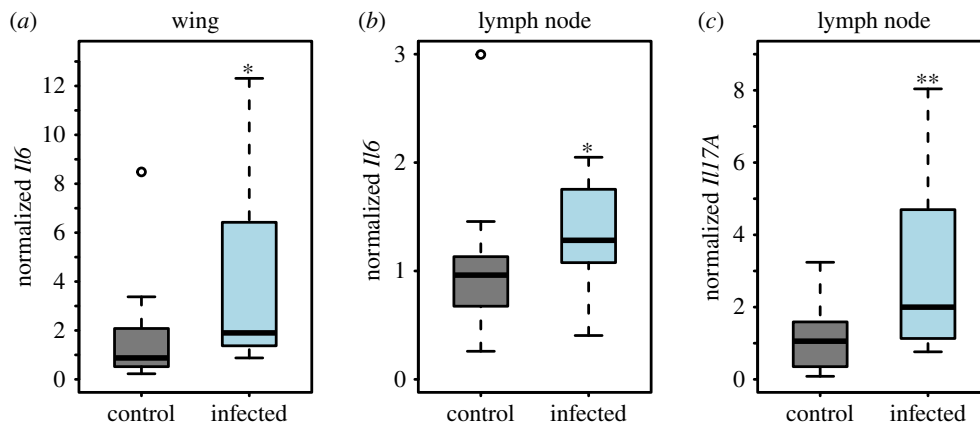 (a) wing
normalized Il6
12
10
8
6
4
2
0
*
control infected
(b) lymph node
normalized Il6
3
2
1
0
*
control infected
(c) lymph node
normalized Il17A
8
6
4
2
0
**
control infected